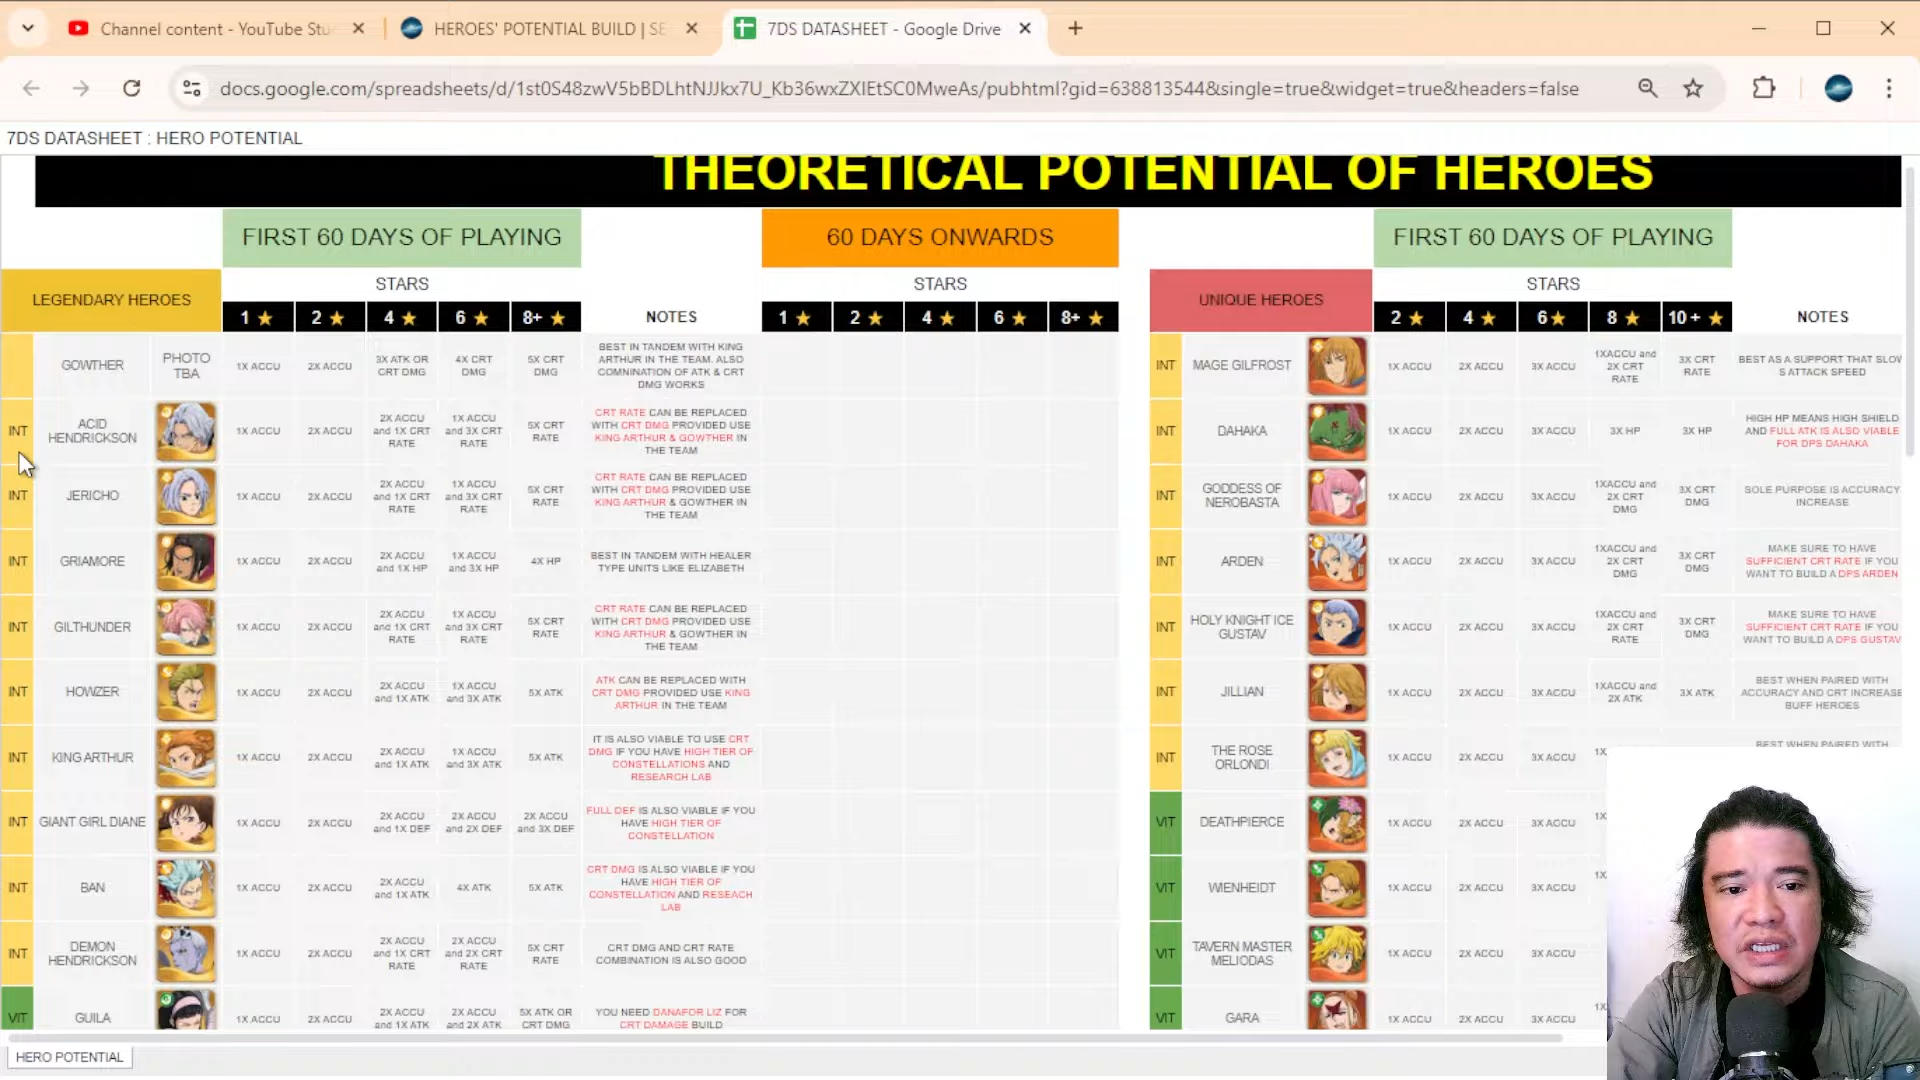 Channel content - YouTube Stu
HEROES' POTENTIAL BUILD | SE
7DS DATASHEET - Google Drive
docs.google.com/spreadsheets/d/1st0S48zwV5bBDLhtNJJkx7U_Kb36wxZXIEtSC0MweAs/pubhtml?gid=638813544&single=true&widget=true&headers=false
7DS DATASHEET : HERO POTENTIAL
THEORETICAL POTENTIAL OF HEROES
FIRST 60 DAYS OF PLAYING
60 DAYS ONWARDS
FIRST 60 DAYS OF PLAYING
LEGENDARY HEROES
STARS
1 2 4 6 8+
NOTES
STARS
1 2 4 6 8+
UNIQUE HEROES
STARS
2 4 6 8 10 +
NOTES
GOWTHER
PHOTO
TBA
1X ACCU
2X ACCU
3X ATK OR
CRT DMG
4X CRT
DMG
5X CRT
DMG
BEST IN TANDEM WITH KING
ARTHUR IN THE TEAM. ALSO
COMNINATION OF ATK & CRT
DMG WORKS
INT
MAGE GILFROST
1X ACCU
2X ACCU
3X ACCU
1XACCU and
2X CRT
RATE
3X CRT
RATE
BEST AS A SUPPORT THAT SLOW
S ATTACK SPEED
INT
ACID
HENDRICKSON
1X ACCU
2X ACCU
2X ACCU
and 1X CRT
RATE
1X ACCU
and 3X CRT
RATE
5X CRT
RATE
CRT RATE CAN BE REPLACED
WITH CRT DMG PROVIDED USE
KING ARTHUR & GOWTHER IN
THE TEAM
INT
DAHAKA
1X ACCU
2X ACCU
3X ACCU
3X HP
3X HP
HIGH HP MEANS HIGH SHIELD
AND FULL ATK IS ALSO VIABLE
FOR DPS DAHAKA
INT
JERICHO
1X ACCU
2X ACCU
2X ACCU
and 1X CRT
RATE
1X ACCU
and 3X CRT
RATE
5X CRT
RATE
CRT RATE CAN BE REPLACED
WITH CRT DMG PROVIDED USE
KING ARTHUR & GOWTHER IN
THE TEAM
INT
GODDESS OF
NEROBASTA
1X ACCU
2X ACCU
3X ACCU
1XACCU and
2X CRT
DMG
3X CRT
DMG
SOLE PURPOSE IS ACCURACY
INCREASE
INT
GRIAMORE
1X ACCU
2X ACCU
2X ACCU
and 1X HP
1X ACCU
and 3X HP
4X HP
BEST IN TANDEM WITH HEALER
TYPE UNITS LIKE ELIZABETH
INT
ARDEN
1X ACCU
2X ACCU
3X ACCU
1XACCU and
2X CRT
DMG
3X CRT
DMG
MAKE SURE TO HAVE
SUFFICIENT CRT RATE IF YOU
WANT TO BUILD A DPS ARDEN
INT
GILTHUNDER
1X ACCU
2X ACCU
2X ACCU
and 1X CRT
RATE
1X ACCU
and 3X CRT
RATE
5X CRT
RATE
CRT RATE CAN BE REPLACED
WITH CRT DMG PROVIDED USE
KING ARTHUR & GOWTHER IN
THE TEAM
INT
HOLY KNIGHT ICE
GUSTAV
1X ACCU
2X ACCU
3X ACCU
1XACCU and
2X CRT
RATE
3X CRT
DMG
MAKE SURE TO HAVE
SUFFICIENT CRT RATE IF YOU
WANT TO BUILD A DPS GUSTAV
INT
HOWZER
1X ACCU
2X ACCU
2X ACCU
and 1X ATK
1X ACCU
and 3X ATK
5X ATK
ATK CAN BE REPLACED WITH
CRT DMG PROVIDED USE KING
ARTHUR IN THE TEAM
INT
JILLIAN
1X ACCU
2X ACCU
3X ACCU
1XACCU and
2X ATK
3X ATK
BEST WHEN PAIRED WITH
ACCURACY AND CRT INCREASE
BUFF HEROES
INT
KING ARTHUR
1X ACCU
2X ACCU
2X ACCU
and 1X ATK
1X ACCU
and 3X ATK
5X ATK
IT IS ALSO VIABLE TO USE CRT
DMG IF YOU HAVE HIGH TIER OF
CONSTELLATIONS AND
RESEARCH LAB
INT
THE ROSE
ORLONDI
1X ACCU
2X ACCU
3X ACCU
1X
BEST WHEN PAIRED WITH
INT
GIANT GIRL DIANE
1X ACCU
2X ACCU
2X ACCU
and 1X DEF
2X ACCU
and 2X DEF
2X ACCU
and 3X DEF
FULL DEF IS ALSO VIABLE IF YOU
HAVE HIGH TIER OF
CONSTELLATION
VIT
DEATHPIERCE
1X ACCU
2X ACCU
3X ACCU
1X
INT
BAN
1X ACCU
2X ACCU
2X ACCU
and 1X ATK
4X ATK
5X ATK
CRT DMG IS ALSO VIABLE IF YOU
HAVE HIGH TIER OF
CONSTELLATION AND RESEACH
LAB
VIT
WIENHEIDT
1X ACCU
2X ACCU
3X ACCU
1X
INT
DEMON
HENDRICKSON
1X ACCU
2X ACCU
2X ACCU
and 1X CRT
RATE
2X ACCU
and 2X CRT
RATE
5X CRT
RATE
CRT DMG AND CRT RATE
COMBINATION IS ALSO GOOD
VIT
TAVERN MASTER
MELIODAS
1X ACCU
2X ACCU
3X ACCU
VIT
GUILA
1X ACCU
2X ACCU
2X ACCU
and 1X ATK
2X ACCU
and 2X ATK
5X ATK OR
CRT DMG
YOU NEED DANAFOR LIZ FOR
CRT DAMAGE BUILD
VIT
GARA
1X ACCU
2X ACCU
3X ACCU
1X
HERO POTENTIAL